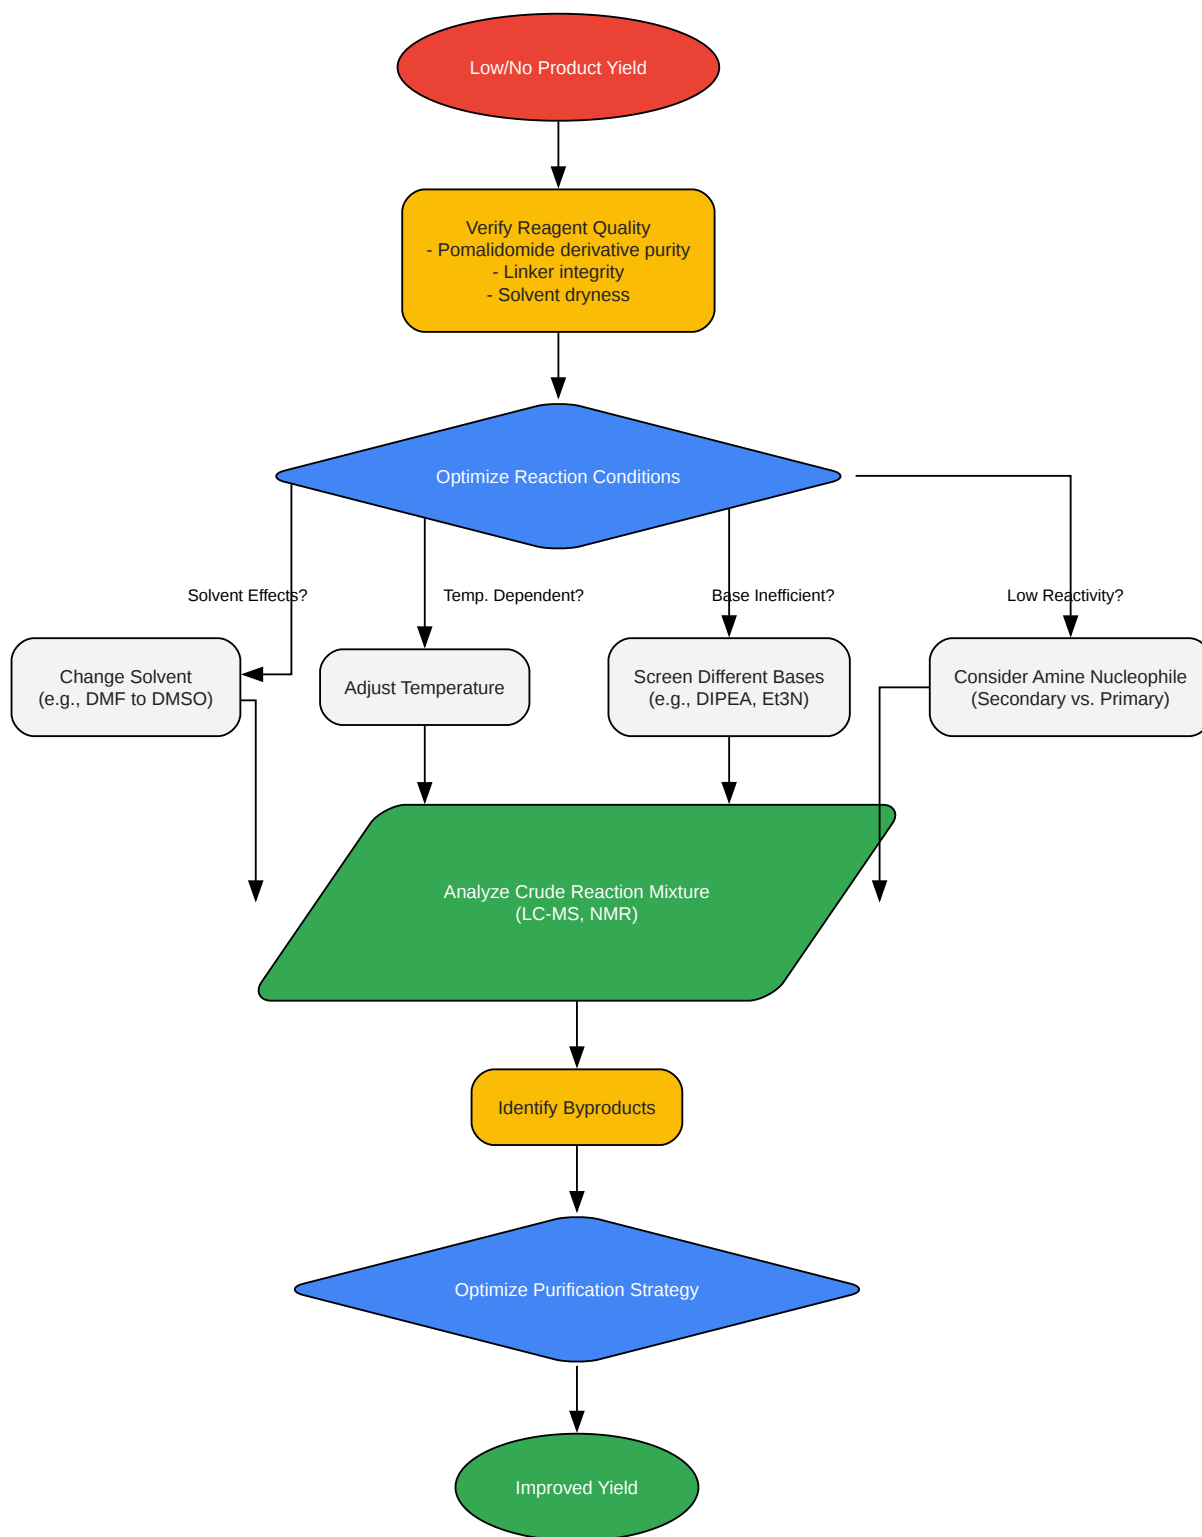 Low/No Product Yield
Verify Reagent Quality
- Pomalidomide derivative purity
- Linker integrity
- Solvent dryness
Optimize Reaction Conditions
Solvent Effects?
Temp. Dependent?
Base Inefficient?
Low Reactivity?
Change Solvent
(e.g., DMF to DMSO)
Adjust Temperature
Screen Different Bases
(e.g., DIPEA, Et3N)
Consider Amine Nucleophile
(Secondary vs. Primary)
Analyze Crude Reaction Mixture
(LC-MS, NMR)
Identify Byproducts
Optimize Purification Strategy
Improved Yield